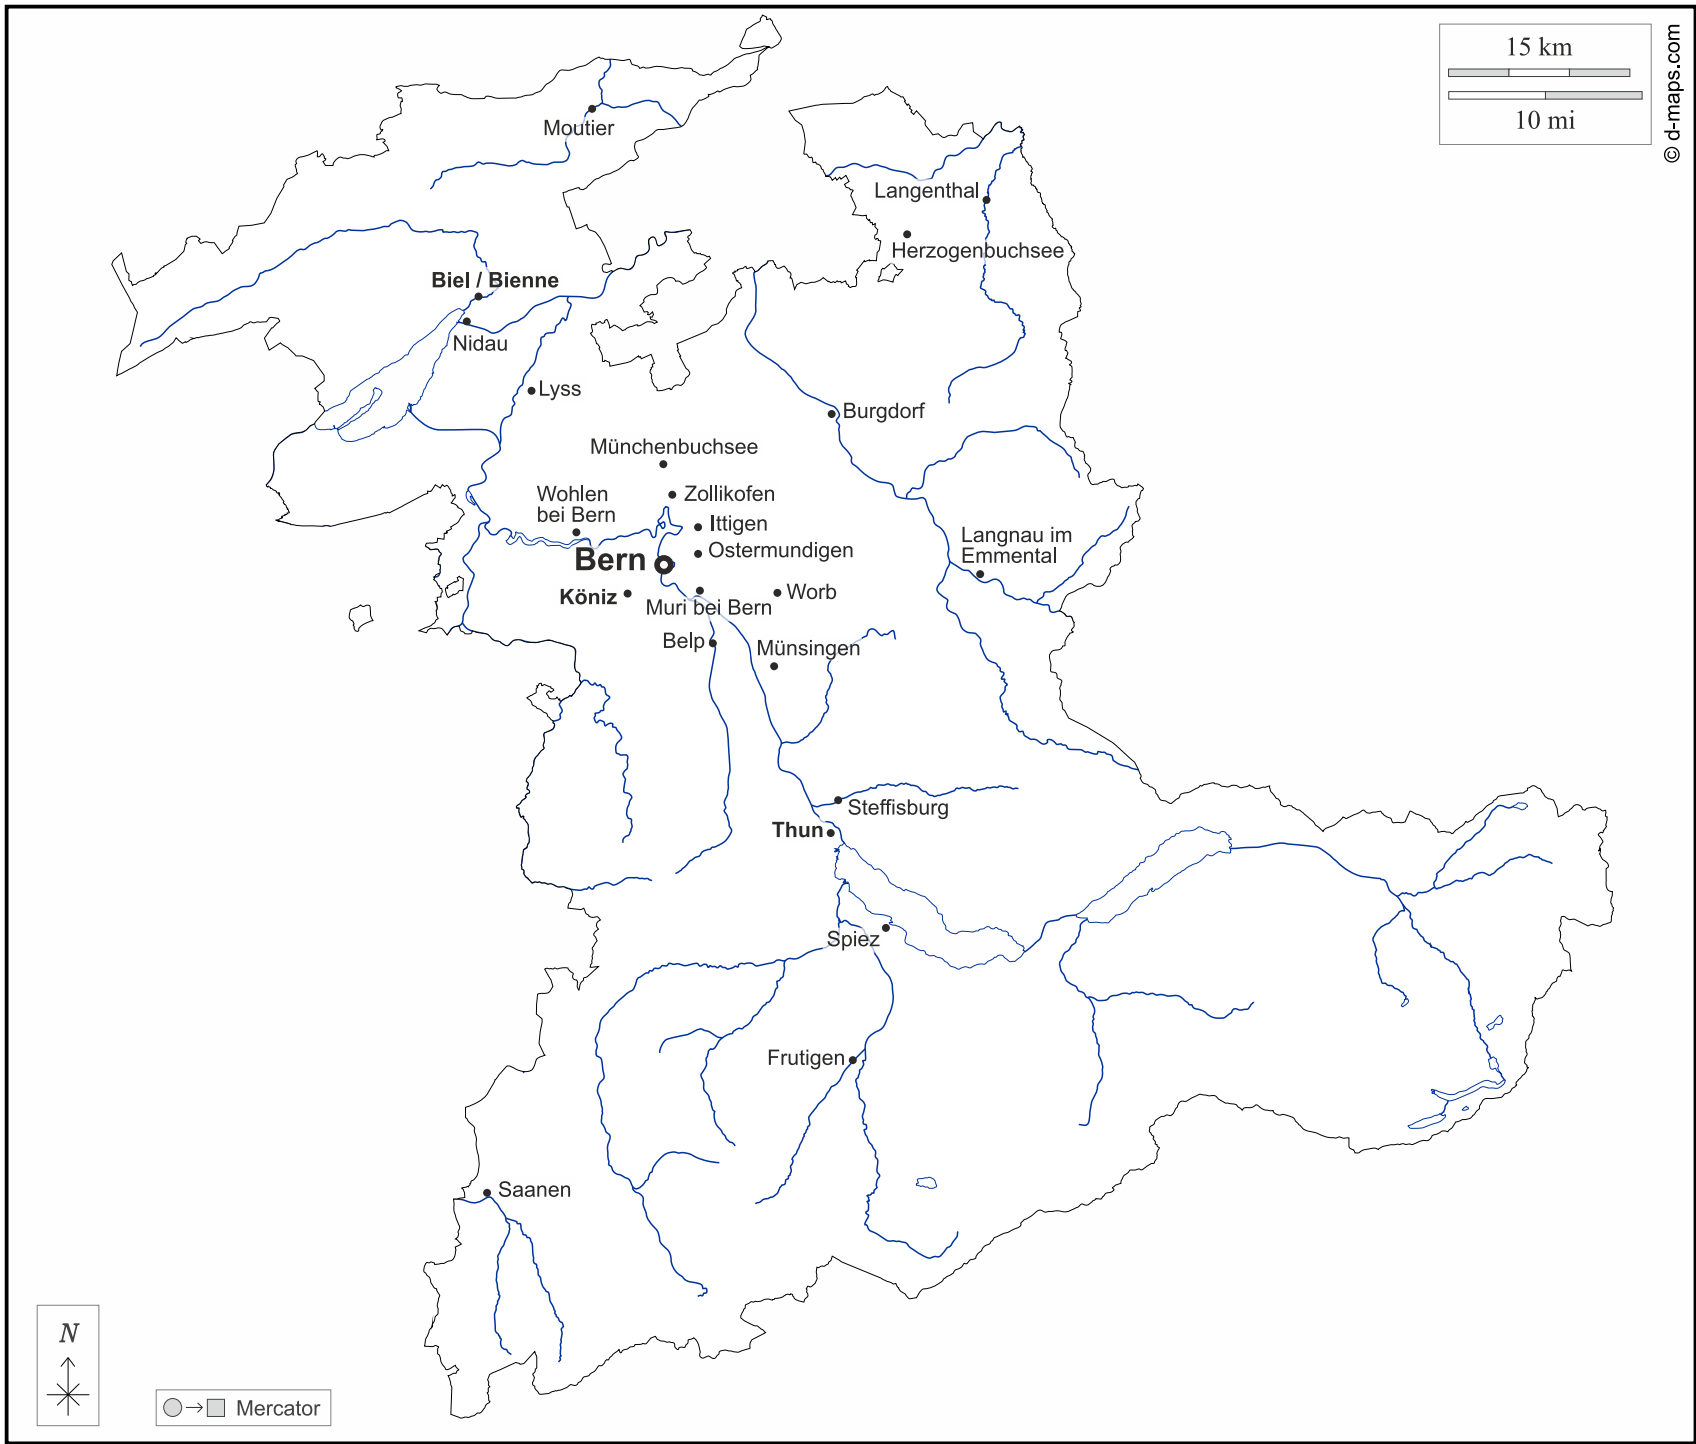 15 km
10 mi
© d-maps.com
Moutier
Langenthal
Herzogenbuchsee
Biel / Bienne
Nidau
Lyss
Burgdorf
Münchenbuchsee
Wohlen
bei Bern
Zollikofen
Ittigen
Ostermundigen
Langnau im
Emmental
Bern
Köniz
Muri bei Bern
Worb
Belp
Münsingen
Steffisburg
Thun
Spiez
Frutigen
Saanen
N
Mercator